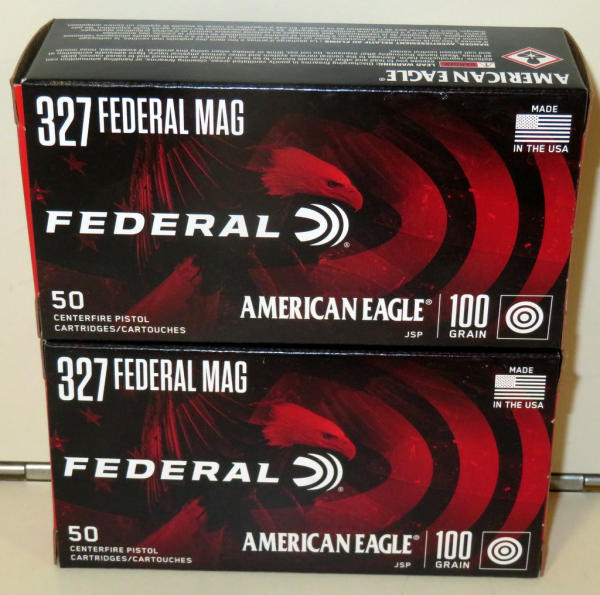 AMERICAN EAGLE
327 FEDERAL MAG
MADE
IN THE USA
FEDERAL
50
CENTERFIRE PISTOL
CARTRIDGES/CARTOUCHES
AMERICAN EAGLE®
JSP
100
GRAIN
327 FEDERAL MAG
MADE
IN THE USA
FEDERAL
50
CENTERFIRE PISTOL
CARTRIDGES/CARTOUCHES
AMERICAN EAGLE®
JSP
100
GRAIN